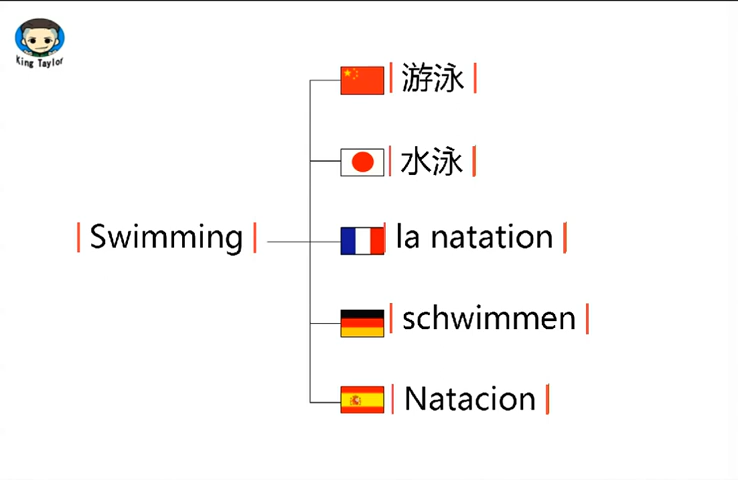 King Taylor
游泳
水泳
Swimming
la natation
schwimmen
Natacion